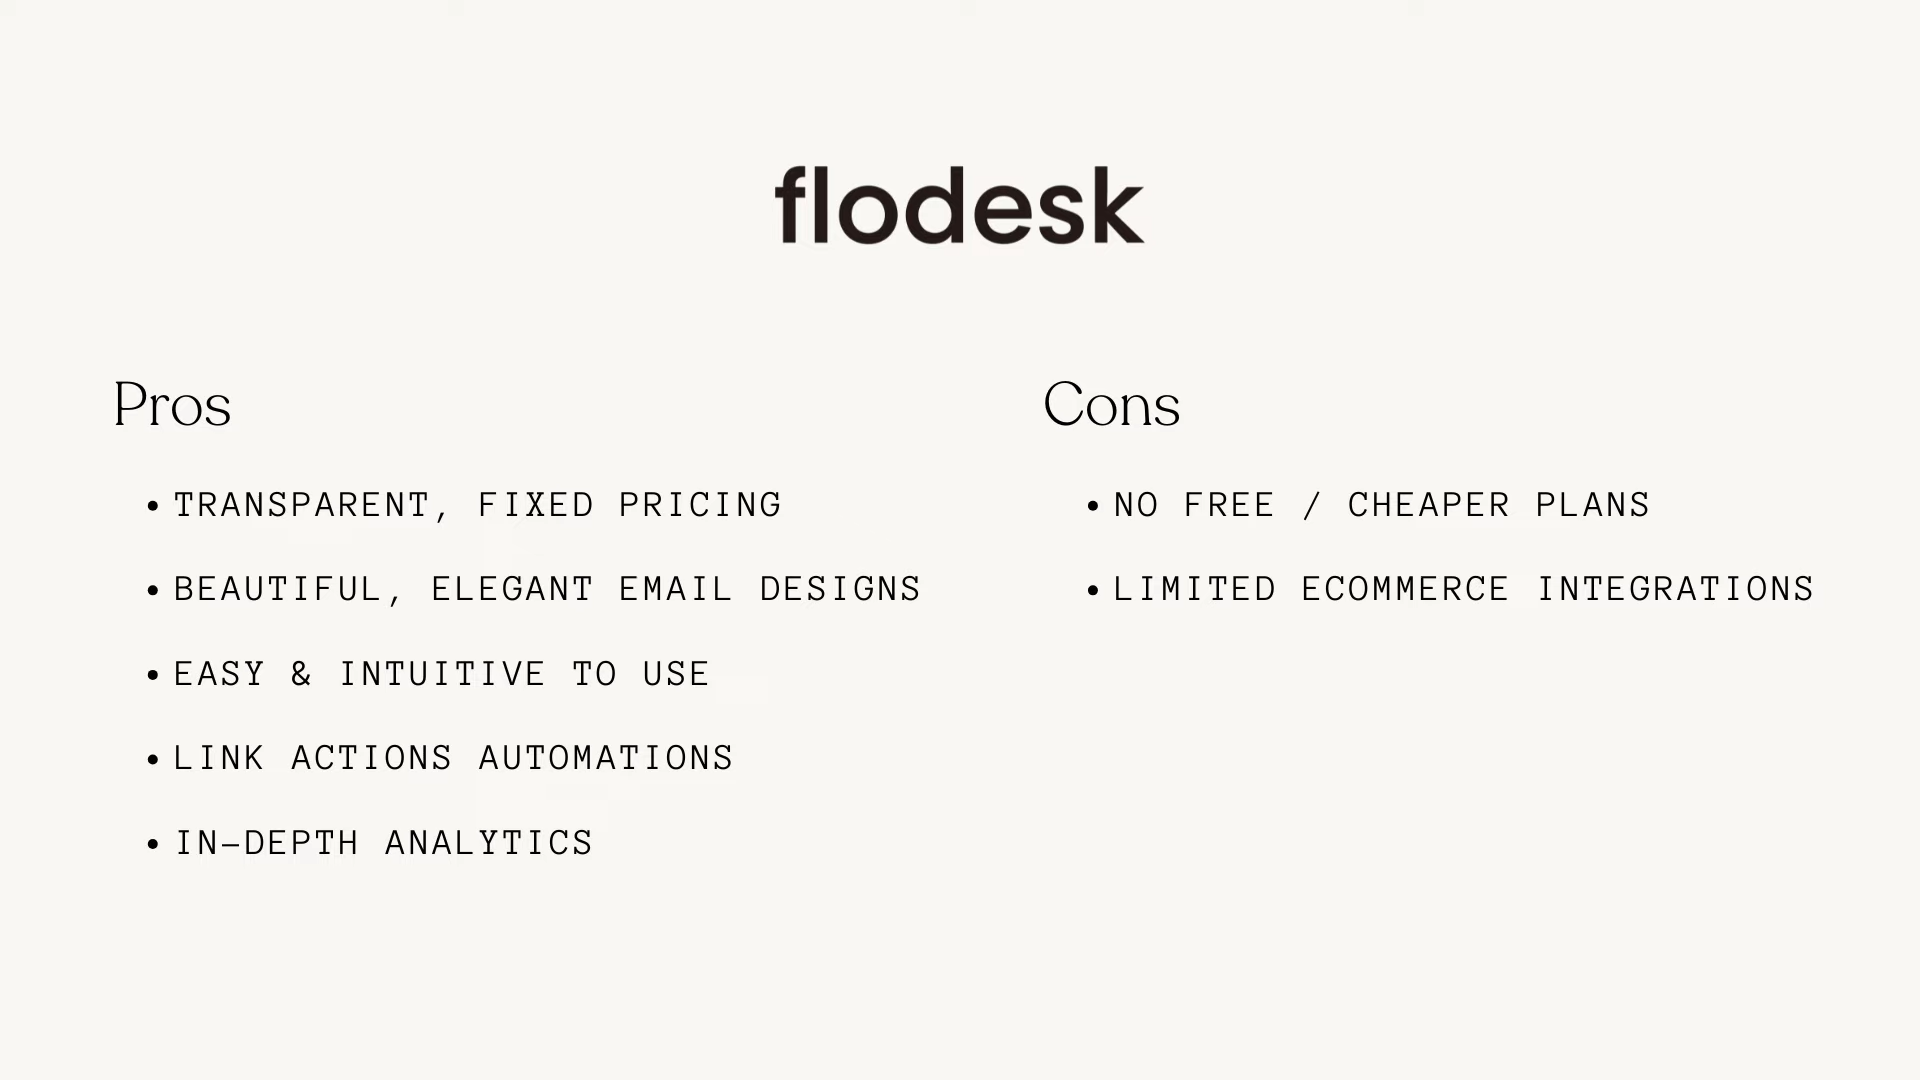 flodesk
Pros
• TRANSPARENT, FIXED PRICING
• BEAUTIFUL, ELEGANT EMAIL DESIGNS
• EASY & INTUITIVE TO USE
• LINK ACTIONS AUTOMATIONS
• IN–DEPTH ANALYTICS
Cons
• NO FREE / CHEAPER PLANS
• LIMITED ECOMMERCE INTEGRATIONS